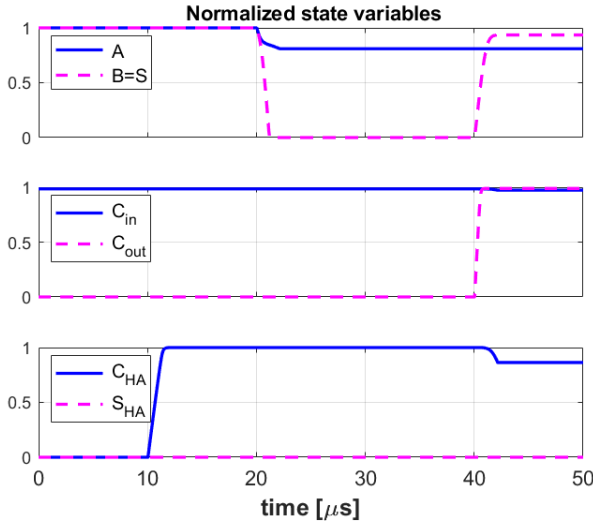 Normalized state variables
1
0.5
0
A
B=S
1
0.5
0
C_in
C_out
1
0.5
0
C_HA
S_HA
0 10 20 30 40 50
time [μs]